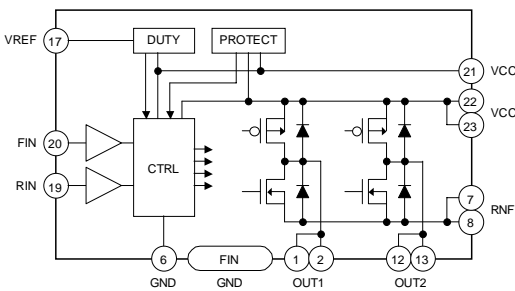 VREF 17 DUTY PROTECT
21 VCC
22 VCC
23
FIN 20
CTRL
RIN 19
7 RNF
8
6 FIN 1 2 12 13
GND GND OUT1 OUT2